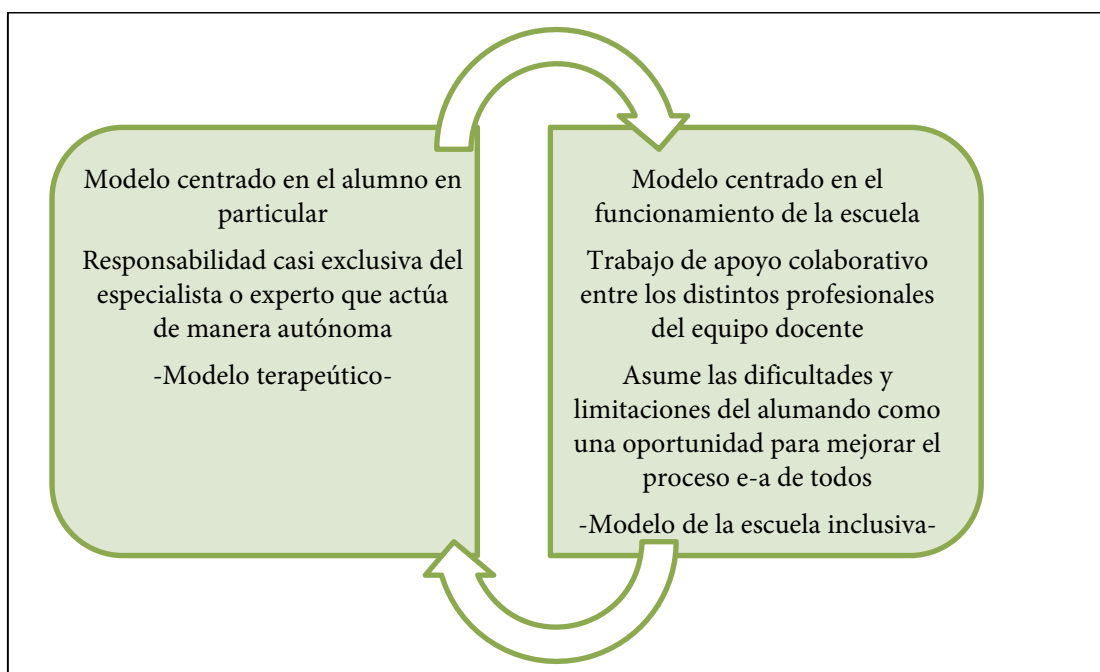 Modelo centrado en el alumno en
particular
Responsabilidad casi exclusiva del
especialista o experto que actúa
de manera autónoma
-Modelo terapeútico-
Modelo centrado en el
funcionamiento de la escuela
Trabajo de apoyo colaborativo
entre los distintos profesionales
del equipo docente
Asume las dificultades y
limitaciones del alumando como
una oportunidad para mejorar el
proceso e-a de todos
-Modelo de la escuela inclusiva-